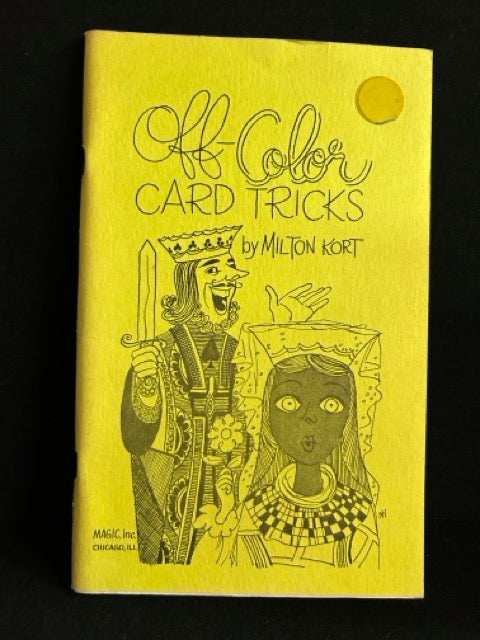 Off-Color
CARD TRICKS
by MILTON KORT
MAGIC, Inc.
CHICAGO, ILL.